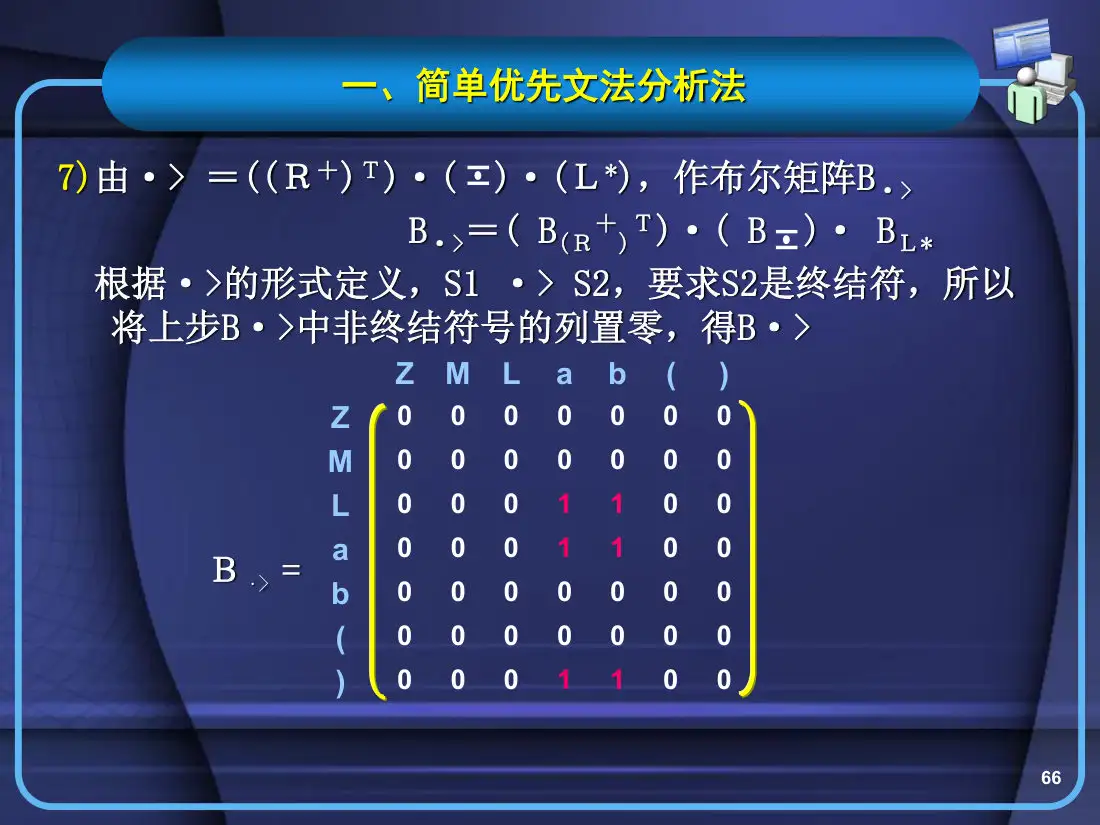 一、简单优先文法分析法
7)由·> ＝((R⁺)ᵀ)·(≐)·(L*)，作布尔矩阵B.>
B.>＝( B(R⁺)ᵀ)·( B≐)· BL*
根据·>的形式定义，S1 ·> S2，要求S2是终结符，所以
将上步B·>中非终结符号的列置零，得B·>
Z M L a b ( )
Z 0 0 0 0 0 0 0
M 0 0 0 0 0 0 0
L 0 0 0 1 1 0 0
a 0 0 0 1 1 0 0
B .> =
b 0 0 0 0 0 0 0
( 0 0 0 0 0 0 0
) 0 0 0 1 1 0 0
66